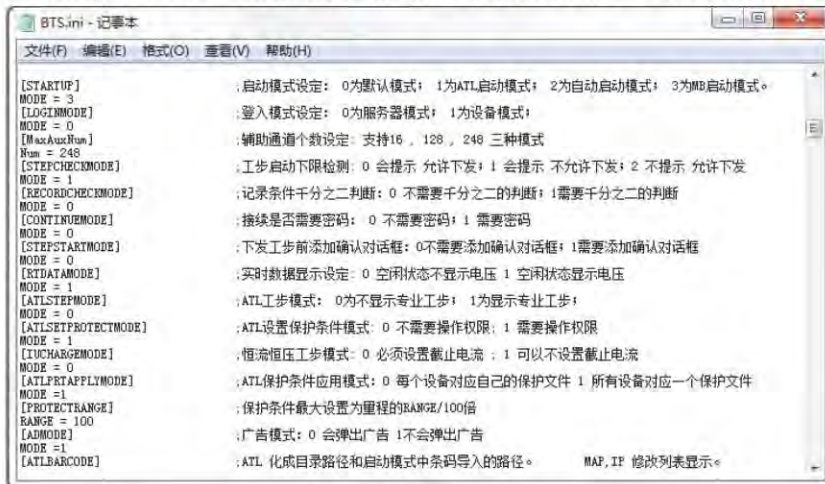 BTS.ini - 记事本
文件(F) 编辑(E) 格式(O) 查看(V) 帮助(H)
[STARTUP] ;启动模式设定: 0为默认模式; 1为ATL启动模式; 2为自动启动模式; 3为MB启动模式。
MODE = 3
[LOGINMODE] ;登入模式设定: 0为服务器模式; 1为设备模式;
MODE = 0
[MaxAuxNum] ;辅助通道个数设定: 支持16 , 128 , 248 三种模式
Num = 248
[STEPCHECKMODE] ;工步启动下限检测: 0 会提示 允许下发; 1 会提示 不允许下发; 2 不提示 允许下发
MODE = 1
[RECORDCHECKMODE] ;记录条件千分之二判断: 0 不需要千分之二的判断; 1需要千分之二的判断
MODE = 0
[CONTINUEMODE] ;接续是否需要密码: 0 不需要密码; 1 需要密码
MODE = 0
[STEPSTARTMODE] ;下发工步前添加确认对话框: 0不需要添加确认对话框; 1需要添加确认对话框
MODE = 0
[RTDATAMODE] ;实时数据显示设定: 0 空闲状态不显示电压 1 空闲状态显示电压
MODE = 1
[ATLSTEPMODE] ;ATL工步模式: 0为不显示专业工步; 1为显示专业工步;
MODE = 0
[ATLSETPROTECTMODE] ;ATL设置保护条件模式: 0 不需要操作权限; 1 需要操作权限
MODE = 1
[IUCHARGEMODE] ;恒流恒压工步模式: 0 必须设置截止电流 ; 1 可以不设置截止电流
MODE = 0
[ATLPRTAPPLYMODE] ;ATL保护条件应用模式: 0 每个设备对应自己的保护文件 1 所有设备对应一个保护文件
MODE =1
[PROTECTRANGE] ;保护条件最大设置为量程的RANGE/100倍
RANGE = 100
[ADMODE] ;广告模式: 0 会弹出广告 1不会弹出广告
MODE =1
[ATLBARCODE] ;ATL 化成目录路径和启动模式中条码导入的路径。 MAP,IP 修改列表显示。